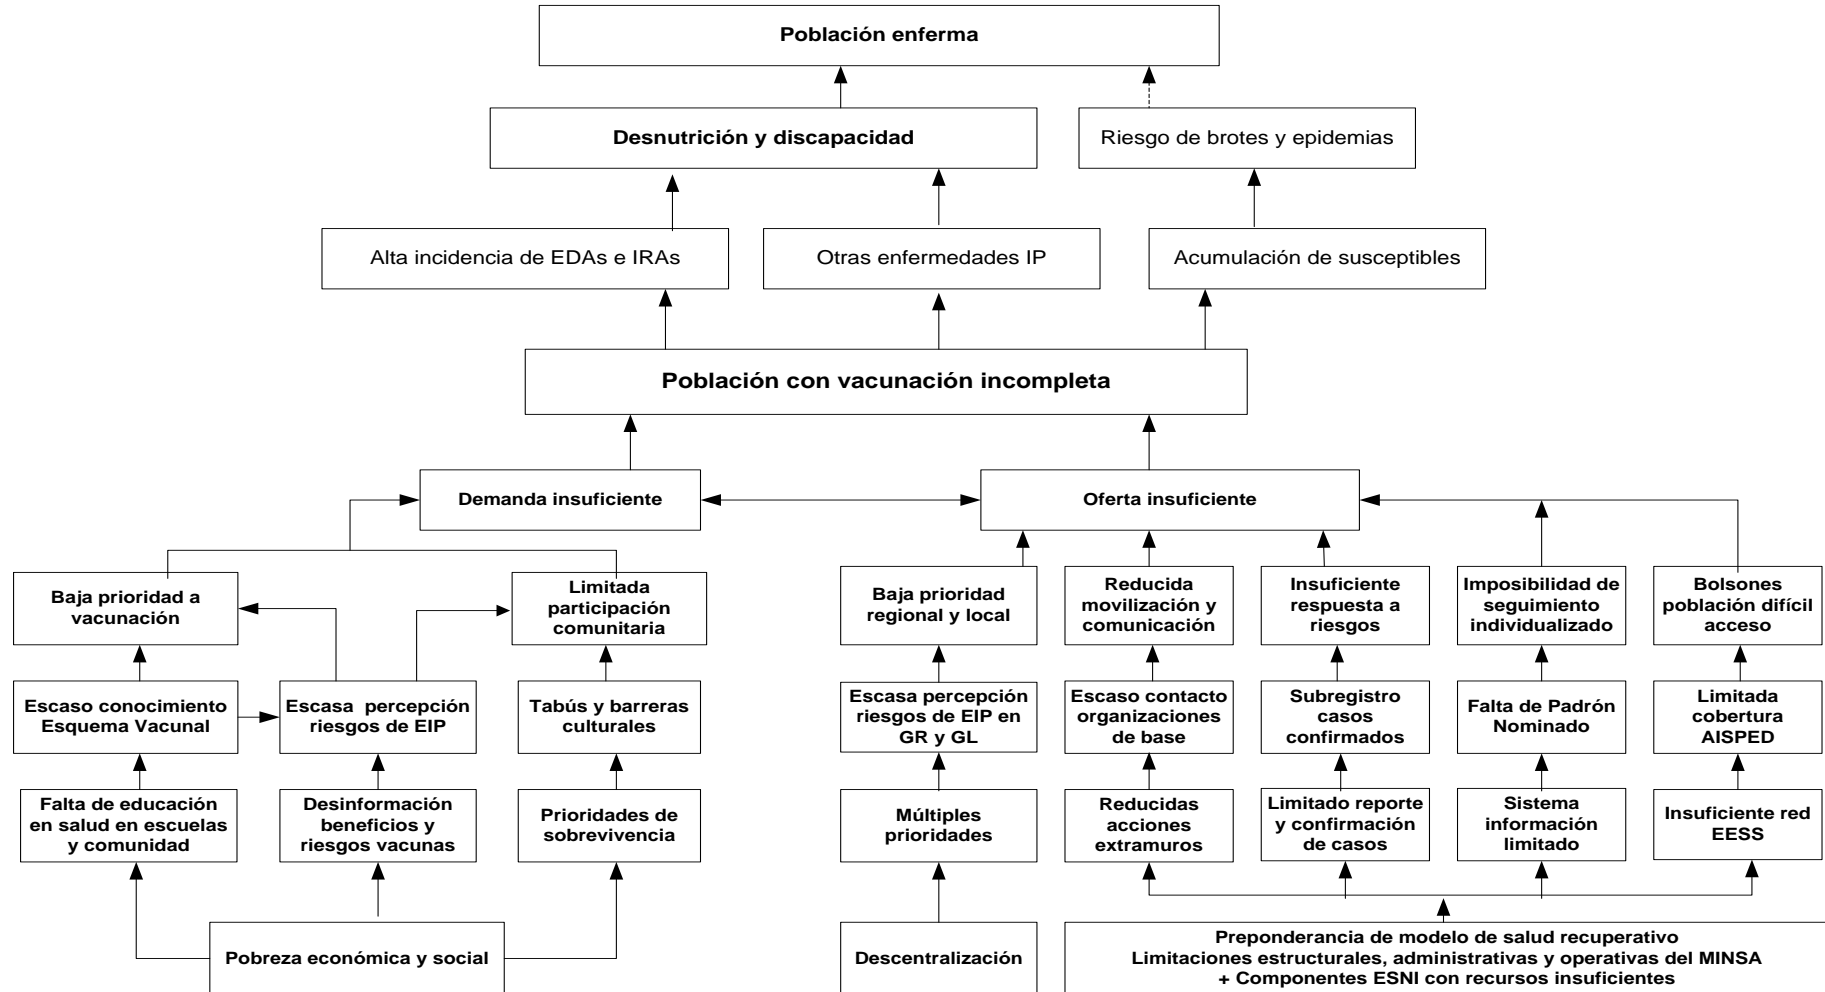 Población enferma
Desnutrición y discapacidad
Riesgo de brotes y epidemias
Alta incidencia de EDAs e IRAs
Otras enfermedades IP
Acumulación de susceptibles
Población con vacunación incompleta
Demanda insuficiente
Oferta insuficiente
Baja prioridad a
vacunación
Limitada
participación
comunitaria
Baja prioridad
regional y local
Reducida
movilización y
comunicación
Insuficiente
respuesta a
riesgos
Imposibilidad de
seguimiento
individualizado
Bolsones
población difícil
acceso
Escaso conocimiento
Esquema Vacunal
Escasa percepción
riesgos de EIP
Tabús y barreras
culturales
Escasa percepción
riesgos de EIP en
GR y GL
Escaso contacto
organizaciones
de base
Subregistro
casos
confirmados
Falta de Padrón
Nominado
Limitada
cobertura
AISPED
Falta de educación
en salud en escuelas
y comunidad
Desinformación
beneficios y
riesgos vacunas
Prioridades de
sobrevivencia
Múltiples
prioridades
Reducidas
acciones
extramuros
Limitado reporte
y confirmación
de casos
Sistema
información
limitado
Insuficiente red
EESS
Pobreza económica y social
Descentralización
Preponderancia de modelo de salud recuperativo
Limitaciones estructurales, administrativas y operativas del MINSA
+ Componentes ESNI con recursos insuficientes